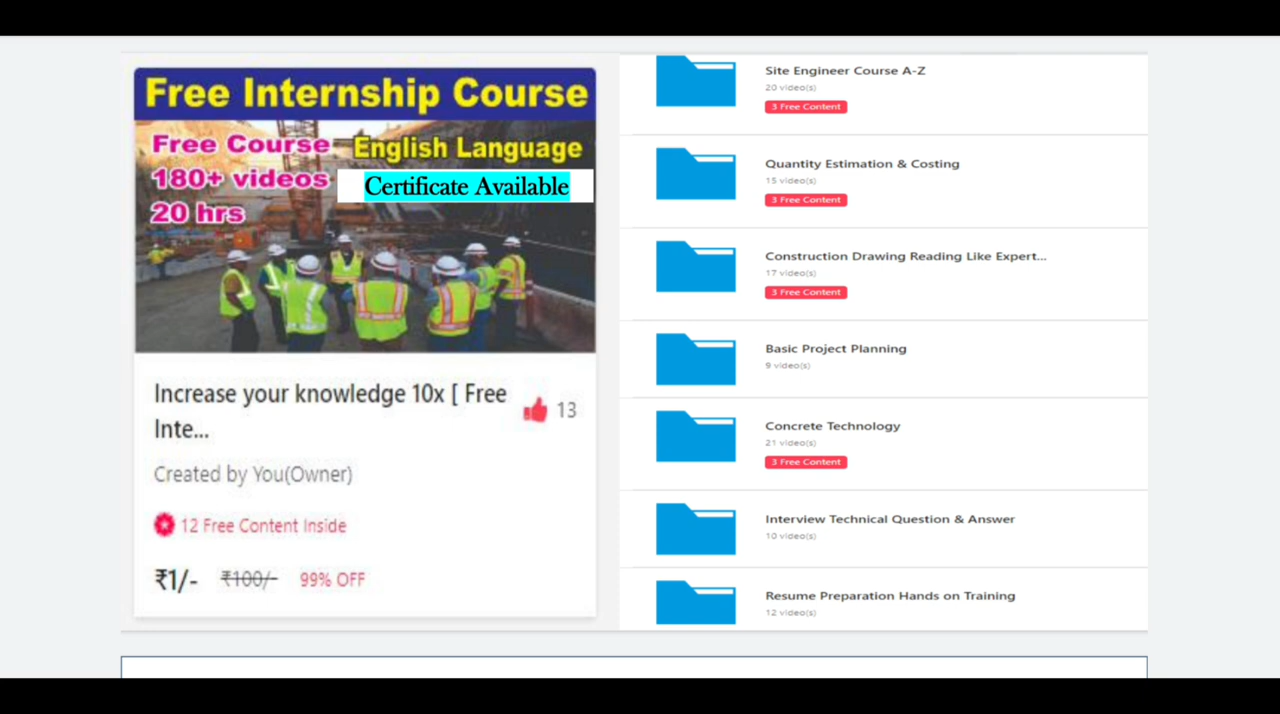 Free Internship Course
Free Course
180+ videos
20 hrs
English Language
Certificate Available
Increase your knowledge 10x [ Free
Inte...
13
Created by You(Owner)
12 Free Content Inside
₹1/- ₹100/- 99% OFF
Site Engineer Course A-Z
20 video(s)
3 Free Content
Quantity Estimation & Costing
15 video(s)
3 Free Content
Construction Drawing Reading Like Expert...
17 video(s)
3 Free Content
Basic Project Planning
9 video(s)
Concrete Technology
21 video(s)
3 Free Content
Interview Technical Question & Answer
10 video(s)
Resume Preparation Hands on Training
12 video(s)